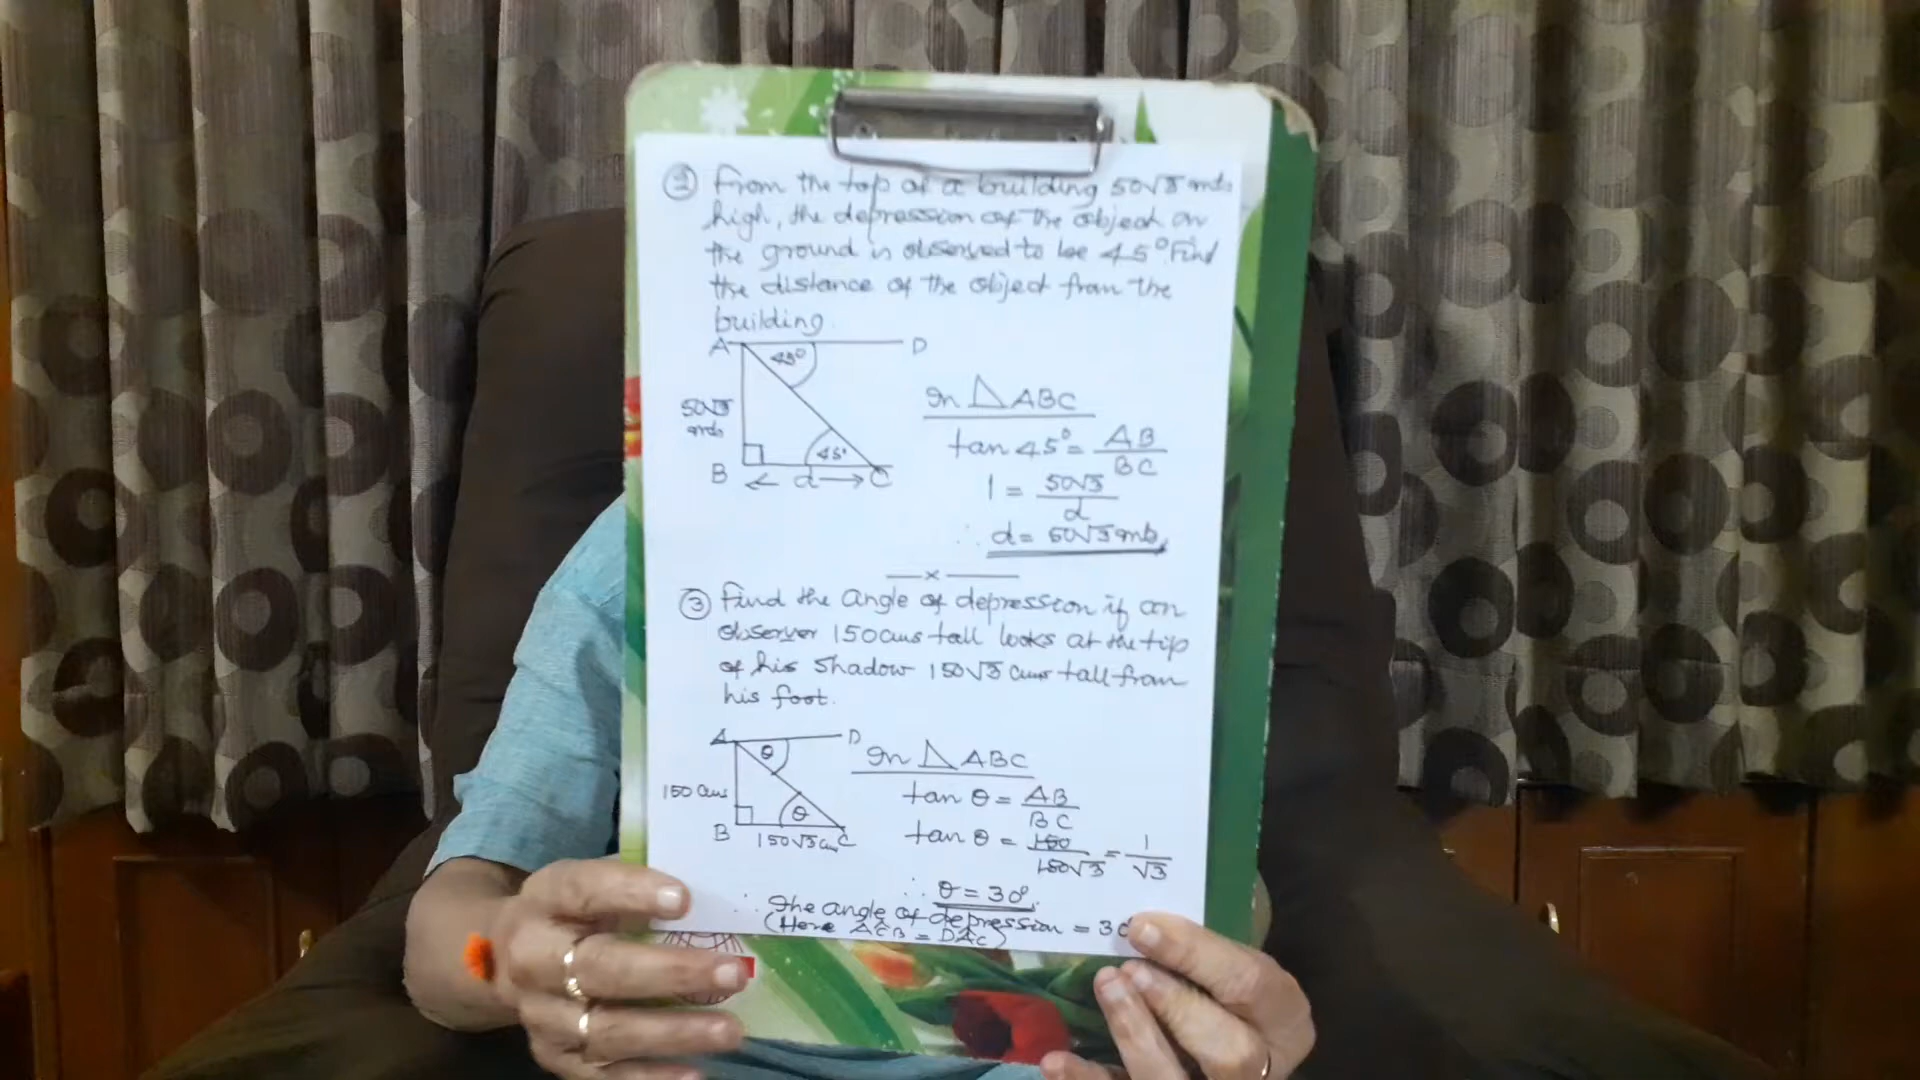 ② From the top of a building 50√3 mts
high, the depression of the object on
the ground is observed to be 45°. Find
the distance of the object from the
building.
A D
45°
50√3
mts
45°
B ← d → C
In △ ABC
tan 45° = AB/BC
1 = 50√3/d
∴ d = 50√3 mts
—x—
③ Find the angle of depression if an
observer 150 cms tall looks at the tip
of his shadow 150√3 cms tall from
his foot.
A D
θ
150 cms
θ
B 150√3 cms C
In △ ABC
tan θ = AB/BC
tan θ = 150/150√3 = 1/√3
∴ θ = 30°.
∴ The angle of depression = 30
(Here AĈB = DÂC)